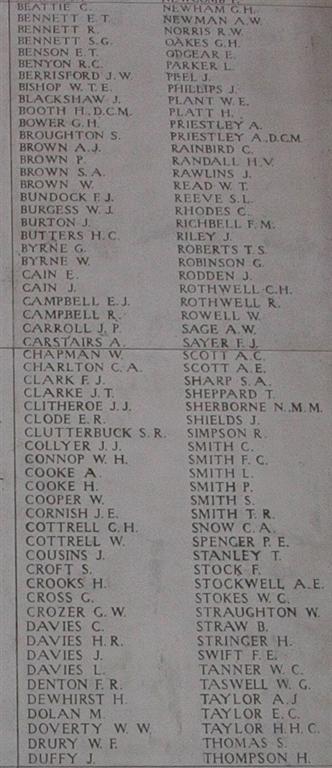 BEATTIE C.
BENNETT E.T.
BENNETT R.
BENNETT S.G.
BENSON E.T.
BENYON R.C.
BERRISFORD J.W.
BISHOP W.T.E.
BLACKSHAW J.
BOOTH H., D.C.M.
BOWER G.H.
BROUGHTON S.
BROWN A.J.
BROWN P.
BROWN S.A.
BROWN W.
BUNDOCK F.J.
BURGESS W.J.
BURTON J.
BUTTERS H.C.
BYRNE G.
BYRNE W.
CAIN E.
CAIN J.
CAMPBELL E.J.
CAMPBELL R.
CARROLL J.P.
CARSTAIRS A.
CHAPMAN W.
CHARLTON C.A.
CLARK F.J.
CLARKE J.T.
CLITHEROE J.J.
CLODE E.R.
CLUTTERBUCK S.R.
COLLYER J.J.
CONNOP W.H.
COOKE A.
COOKE H.
COOPER W.
CORNISH J.E.
COTTRELL G.H.
COTTRELL W.
COUSINS J.
CROFT S.
CROOKS H.
CROSS G.
CROZER G.W.
DAVIES C.
DAVIES H.R.
DAVIES J.
DAVIES L.
DENTON F.R.
DEWHIRST H.
DOLAN M.
DOVERTY W.W.
DRURY W.F.
DUFFY J.
NEWHAM G.H.
NEWMAN A.W.
NORRIS R.W.
OAKES G.H.
ODGEAR E.
PARKER L.
PEEL J.
PHILLIPS J.
PLANT W.E.
PLATT H.
PRIESTLEY A.
PRIESTLEY A., D.C.M.
RAINBIRD C.
RANDALL H.V.
RAWLINS J.
READ W.T.
REEVE S.L.
RHODES C.
RICHBELL F.M.
RILEY J.
ROBERTS T.S.
ROBINSON G.
RODDEN J.
ROTHWELL C.H.
ROTHWELL R.
ROWELL W.
SAGE A.W.
SAYER F.J.
SCOTT A.C.
SCOTT A.E.
SHARP S.A.
SHEPPARD T.
SHERBORNE N., M.M.
SHIELDS J.
SIMPSON R.
SMITH C.
SMITH F.C.
SMITH L.
SMITH P.
SMITH S.
SMITH T.R.
SNOW C.A.
SPENCER P.E.
STANLEY T.
STOCK F.
STOCKWELL A.E.
STOKES W.G.
STRAUGHTON W.
STRAW B.
STRINGER H.
SWIFT F.E.
TANNER W.C.
TASWELL W.G.
TAYLOR A.J.
TAYLOR E.C.
TAYLOR H.H.C.
THOMAS S.
THOMPSON H.